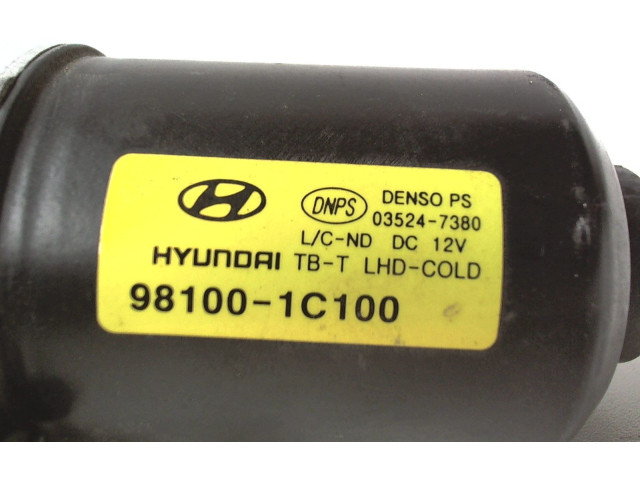 DNPS DENSO PS
03524-7380
L/C-ND DC 12V
HYUNDAI TB-T LHD-COLD
98100-1C100